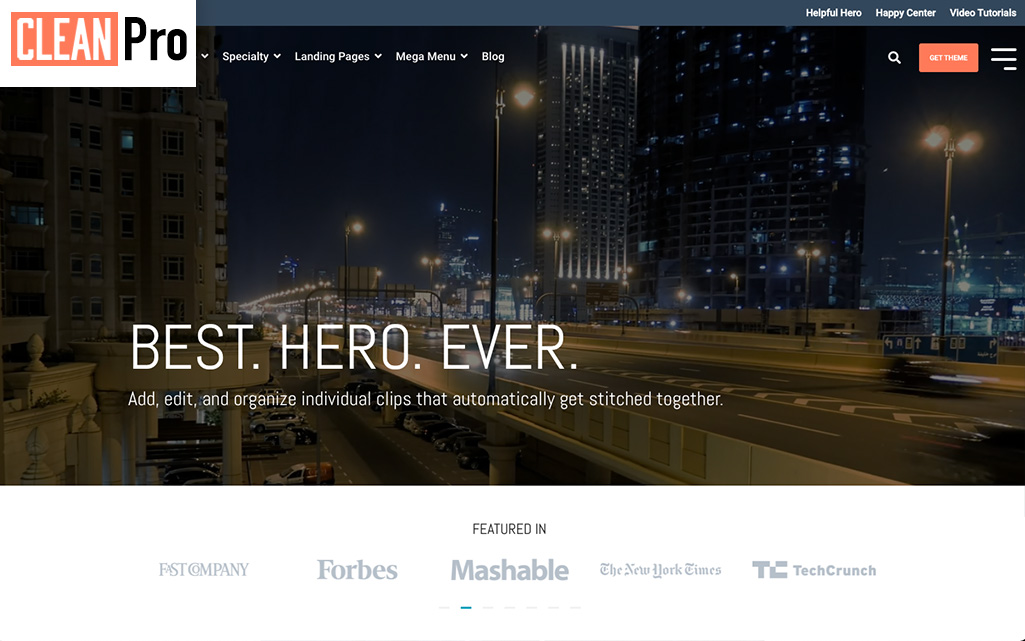 Helpful Hero Happy Center Video Tutorials
CLEAN Pro
Specialty Landing Pages Mega Menu Blog
GET THEME
BEST. HERO. EVER.
Add, edit, and organize individual clips that automatically get stitched together.
FEATURED IN
FAST COMPANY Forbes Mashable The New York Times TC TechCrunch